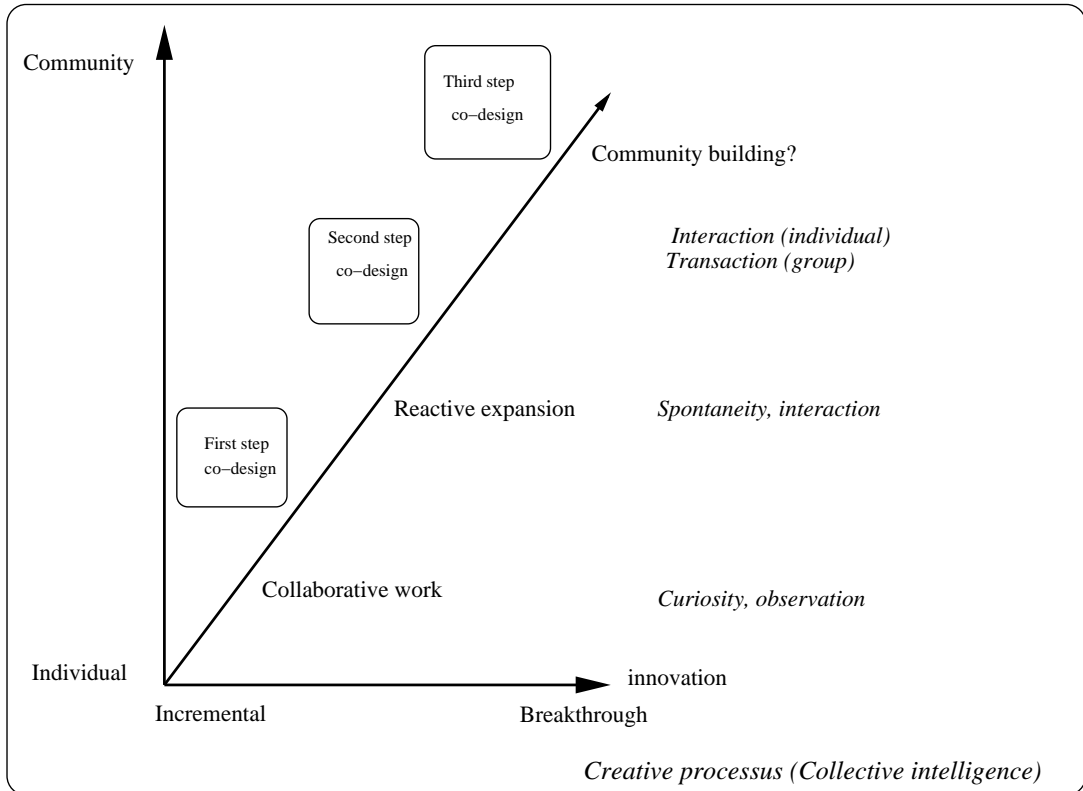 Community
Third step
co−design
Community building?
Second step
co−design
Interaction (individual)
Transaction (group)
Reactive expansion
Spontaneity, interaction
First step
co−design
Collaborative work
Curiosity, observation
Individual
innovation
Incremental
Breakthrough
Creative processus (Collective intelligence)